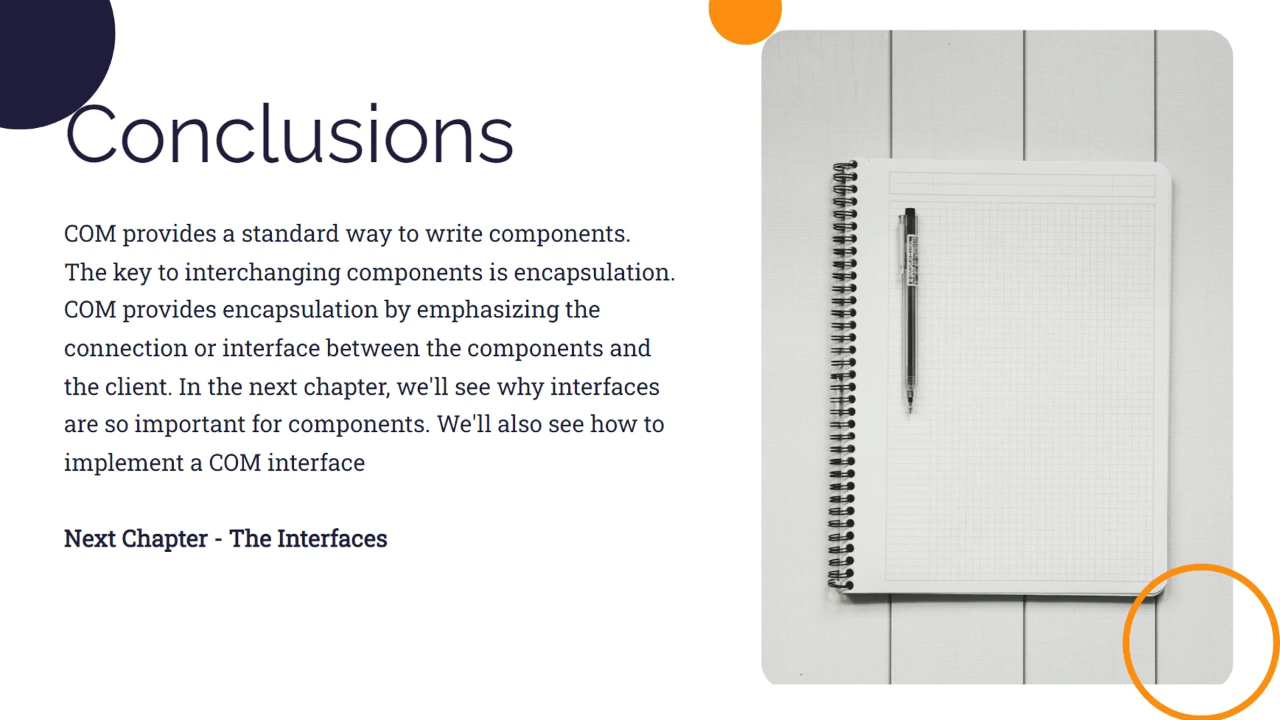 Conclusions
COM provides a standard way to write components.
The key to interchanging components is encapsulation.
COM provides encapsulation by emphasizing the
connection or interface between the components and
the client. In the next chapter, we'll see why interfaces
are so important for components. We'll also see how to
implement a COM interface
Next Chapter - The Interfaces